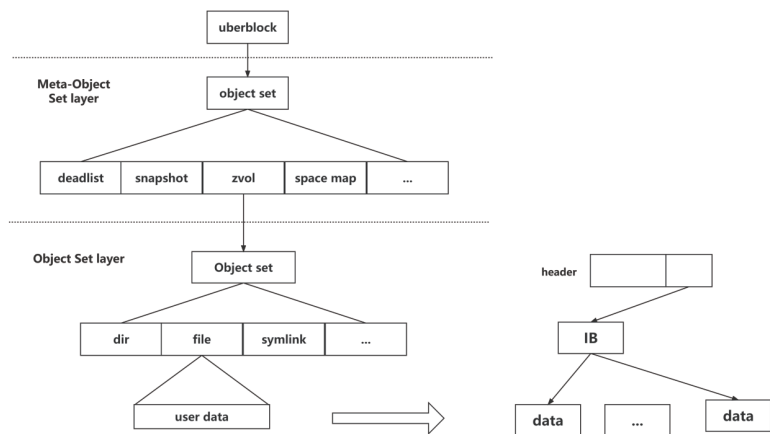 uberblock
Meta-Object
Set layer
object set
deadlist
snapshot
zvol
space map
...
Object Set layer
Object set
dir
file
symlink
...
user data
header
IB
data
...
data